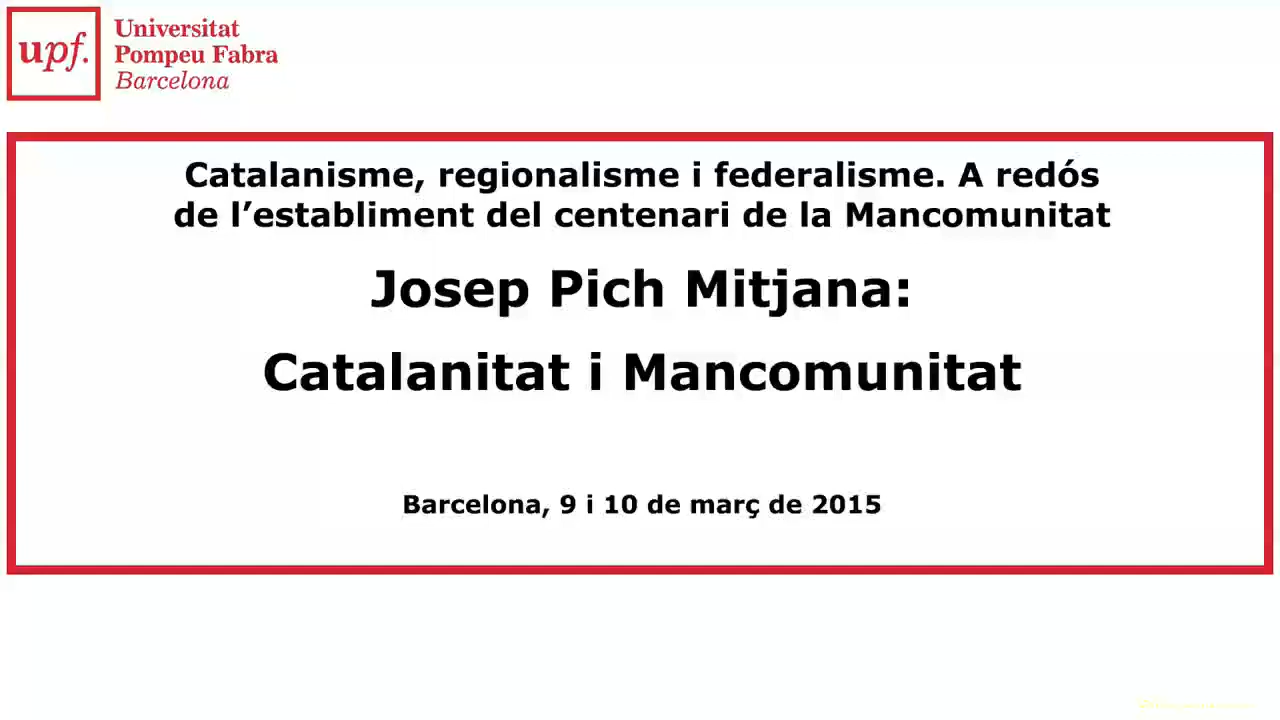 upf.
Universitat
Pompeu Fabra
Barcelona
Catalanisme, regionalisme i federalisme. A redós
de l’establiment del centenari de la Mancomunitat
Josep Pich Mitjana:
Catalanitat i Mancomunitat
Barcelona, 9 i 10 de març de 2015